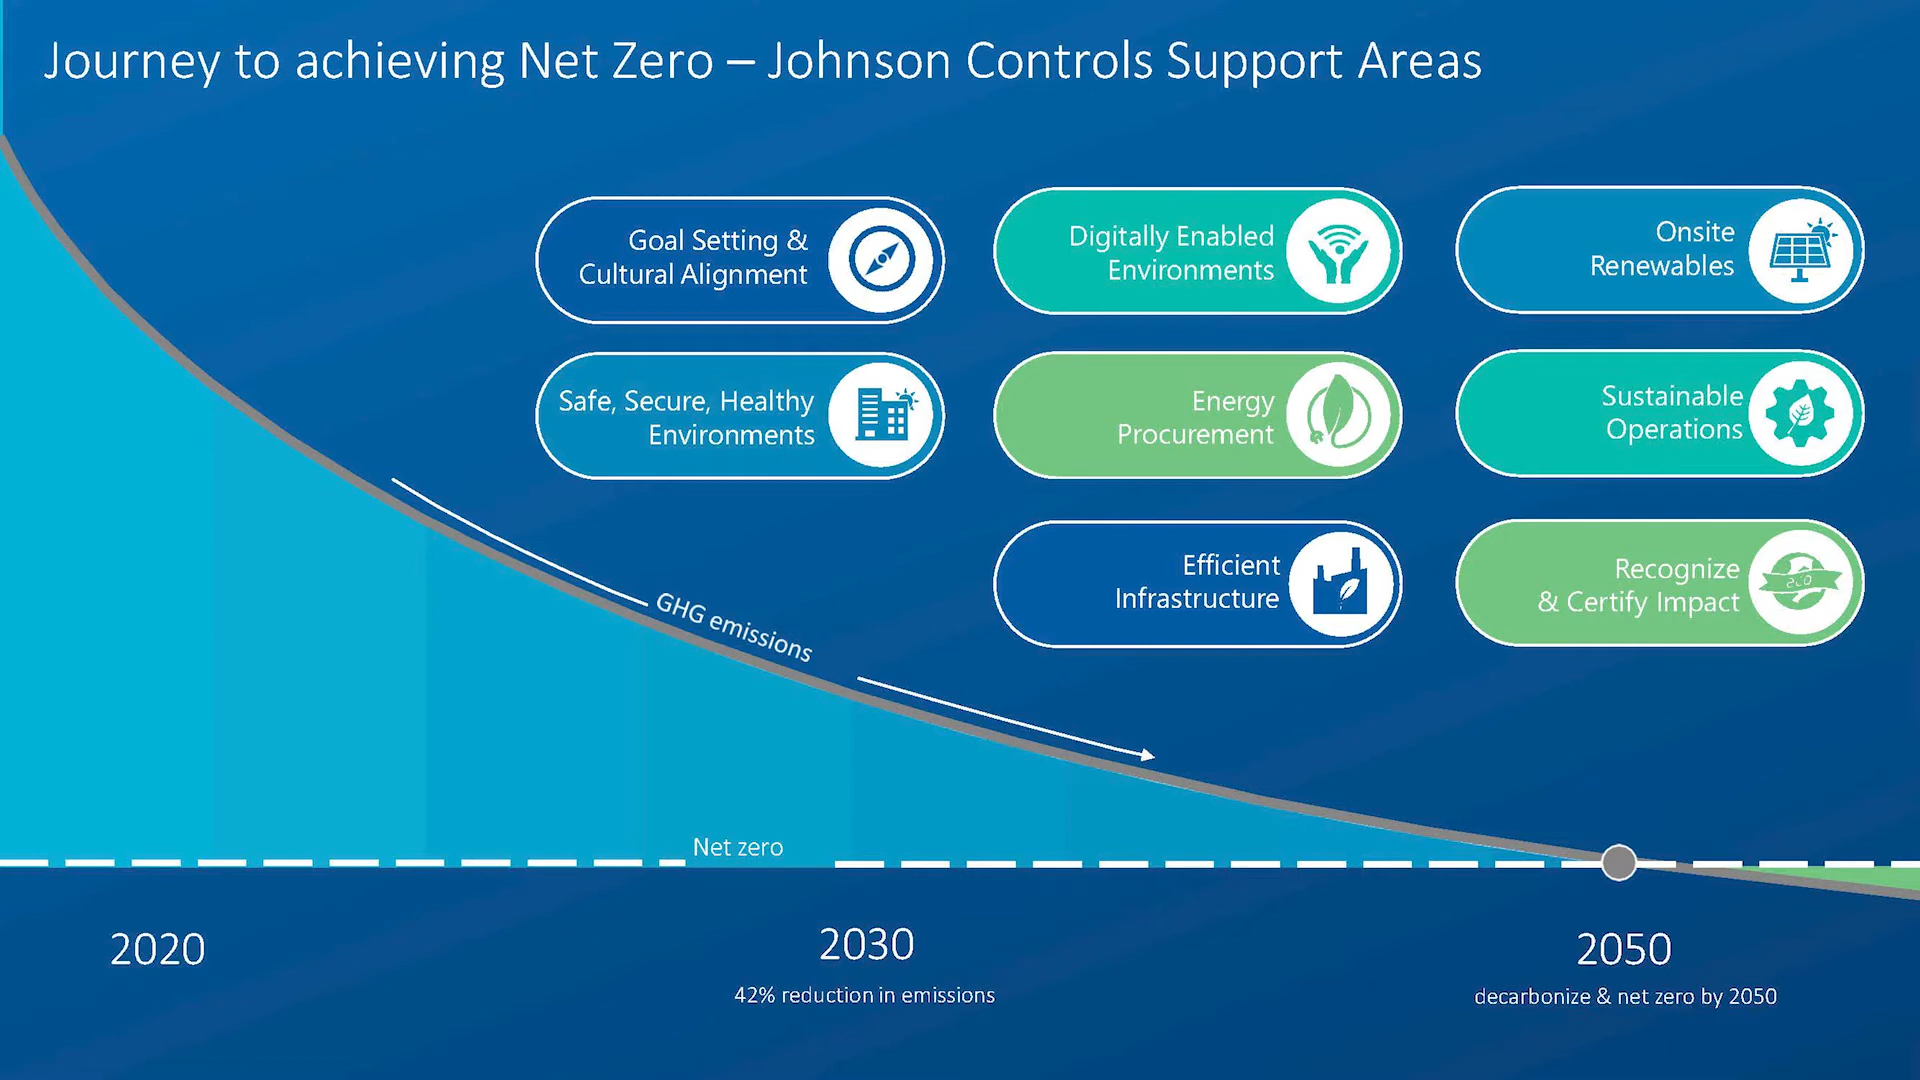 Journey to achieving Net Zero – Johnson Controls Support Areas
Goal Setting &
Cultural Alignment
Digitally Enabled
Environments
Onsite
Renewables
Safe, Secure, Healthy
Environments
Energy
Procurement
Sustainable
Operations
Efficient
Infrastructure
Recognize
& Certify Impact
eco
GHG emissions
Net zero
2020
2030
42% reduction in emissions
2050
decarbonize & net zero by 2050